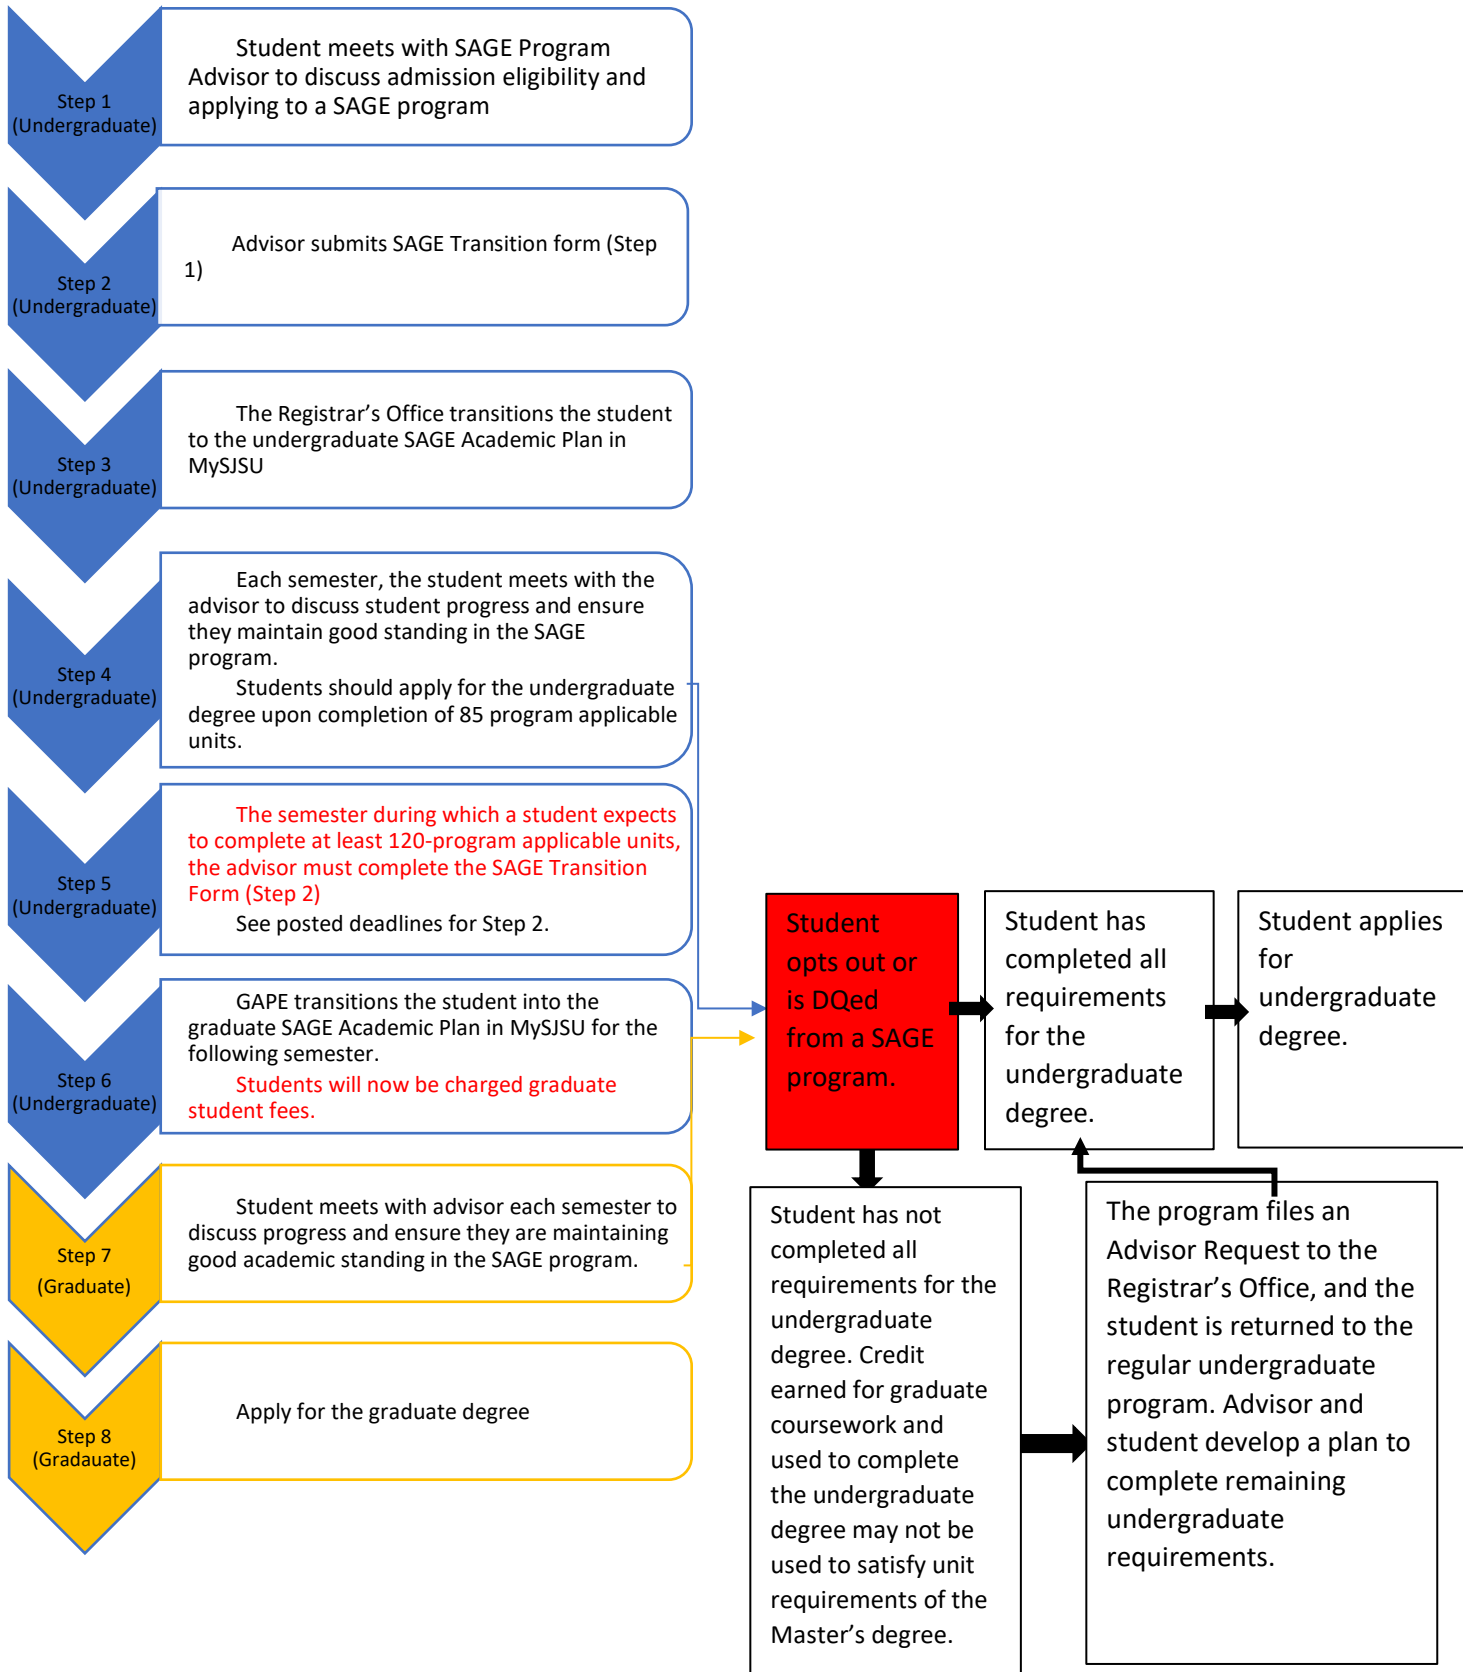 Step 1
(Undergraduate)
Student meets with SAGE Program
Advisor to discuss admission eligibility and
applying to a SAGE program
Step 2
(Undergraduate)
Advisor submits SAGE Transition form (Step
1)
Step 3
(Undergraduate)
The Registrar’s Office transitions the student
to the undergraduate SAGE Academic Plan in
MySJSU
Step 4
(Undergraduate)
Each semester, the student meets with the
advisor to discuss student progress and ensure
they maintain good standing in the SAGE
program.
Students should apply for the undergraduate
degree upon completion of 85 program applicable
units.
Step 5
(Undergraduate)
The semester during which a student expects
to complete at least 120-program applicable units,
the advisor must complete the SAGE Transition
Form (Step 2)
See posted deadlines for Step 2.
Step 6
(Undergraduate)
GAPE transitions the student into the
graduate SAGE Academic Plan in MySJSU for the
following semester.
Students will now be charged graduate
student fees.
Step 7
(Graduate)
Student meets with advisor each semester to
discuss progress and ensure they are maintaining
good academic standing in the SAGE program.
Step 8
(Gradauate)
Apply for the graduate degree
Student
opts out or
is DQed
from a SAGE
program.
Student has
completed all
requirements
for the
undergraduate
degree.
Student applies
for
undergraduate
degree.
Student has not
completed all
requirements for the
undergraduate
degree. Credit
earned for graduate
coursework and
used to complete
the undergraduate
degree may not be
used to satisfy unit
requirements of the
Master’s degree.
The program files an
Advisor Request to the
Registrar’s Office, and the
student is returned to the
regular undergraduate
program. Advisor and
student develop a plan to
complete remaining
undergraduate
requirements.